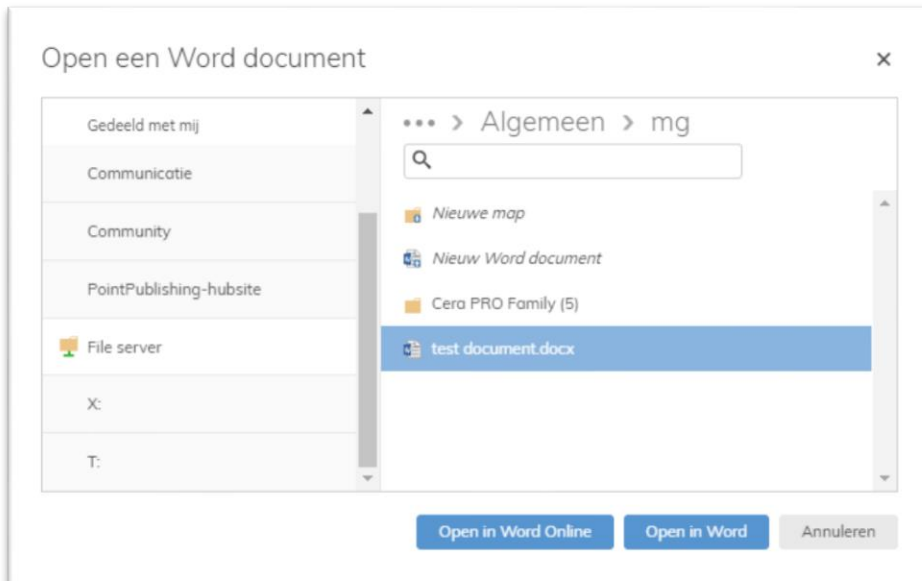 Open een Word document
×
Gedeeld met mij
Communicatie
Community
PointPublishing-hubsite
File server
X:
T:
••• > Algemeen > mg
Nieuwe map
Nieuw Word document
Cera PRO Family (5)
test document.docx
Open in Word Online
Open in Word
Annuleren